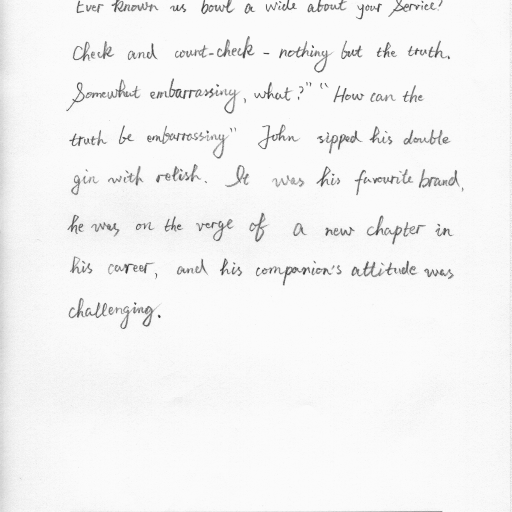 Ever known us bowl a wide about your Service?
Check and count-check - nothing but the truth.
Somewhat embarrassing, what?" "How can the
truth be embarrassing" John sipped his double
gin with relish. It was his favourite brand,
he was on the verge of a new chapter in
his career, and his companion's attitude was
challenging.